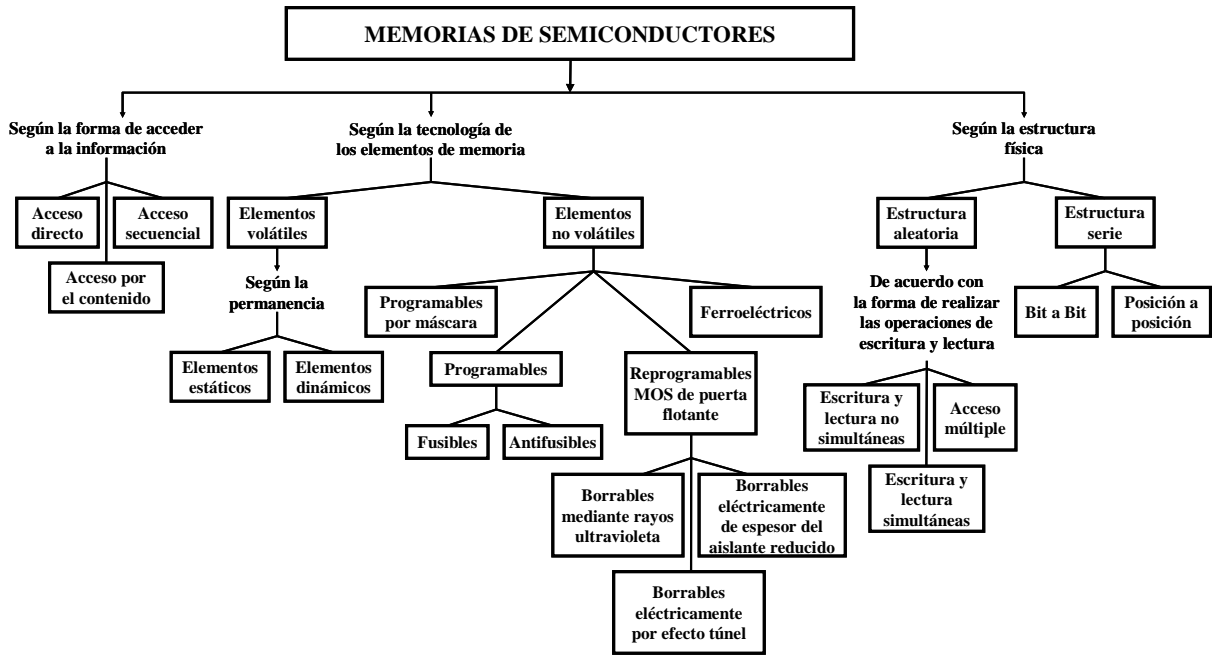 MEMORIAS DE SEMICONDUCTORES
Según la forma de acceder
a la información
Según la tecnología de
los elementos de memoria
Según la estructura
física
Acceso
directo
Acceso
secuencial
Acceso por
el contenido
Elementos
volátiles
Elementos
no volátiles
Estructura
aleatoria
Estructura
serie
Según la
permanencia
Elementos
estáticos
Elementos
dinámicos
Programables
por máscara
Ferroeléctricos
Programables
Reprogramables
MOS de puerta
flotante
Fusibles
Antifusibles
Borrables
mediante rayos
ultravioleta
Borrables
eléctricamente
de espesor del
aislante reducido
Borrables
eléctricamente
por efecto túnel
De acuerdo con
la forma de realizar
las operaciones de
escritura y lectura
Bit a Bit
Posición a
posición
Escritura y
lectura no
simultáneas
Acceso
múltiple
Escritura y
lectura
simultáneas